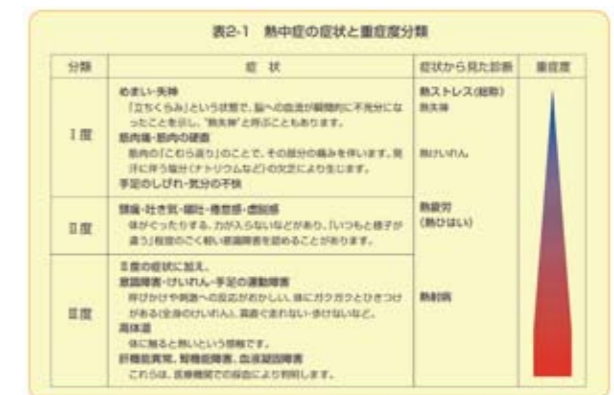 表2-1 熱中症の症状と重症度分類
分類 症 状 症状から見た診断 重症度
Ⅰ度
めまい・失神
「立ちくらみ」という状態で、脳への血流が瞬間的に不充分にな
ったことを示し、“熱失神”と呼ぶこともあります。
筋肉痛・筋肉の硬直
筋肉の「こむら返り」のことで、その部分の痛みを伴います。発
汗に伴う塩分(ナトリウムなど)の欠乏により生じます。
手足のしびれ・気分の不快
熱ストレス(総称)
熱失神
熱けいれん
Ⅱ度
頭痛・吐き気・嘔吐・倦怠感・虚脱感
体がぐったりする、力が入らないなどがあり、「いつもと様子が
違う」程度のごく軽い意識障害を認めることがあります。
熱疲労
(熱ひはい)
Ⅲ度
Ⅱ度の症状に加え、
意識障害・けいれん・手足の運動障害
呼びかけや刺激への反応がおかしい、体にガクガクとひきつけ
がある(全身のけいれん)、真直ぐ走れない・歩けないなど。
高体温
体に触ると熱いという感触です。
肝機能異常、腎機能障害、血液凝固障害
これらは、医療機関での採血により判明します。
熱射病